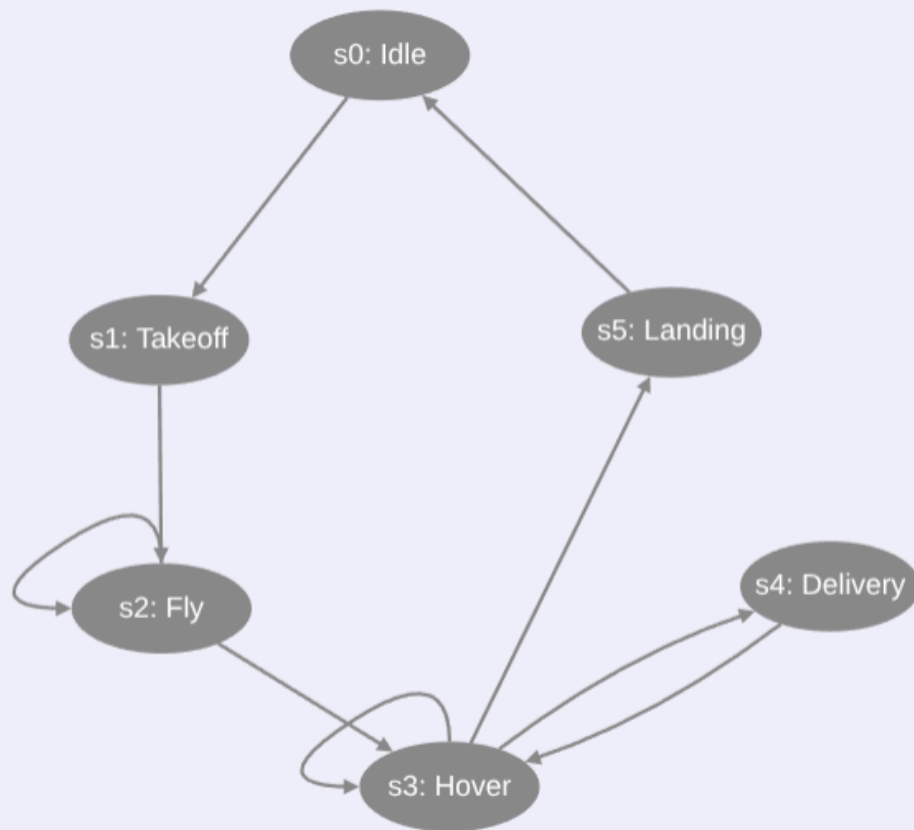 s0: Idle
s5: Landing
s1: Takeoff
s4: Delivery
s2: Fly
s3: Hover